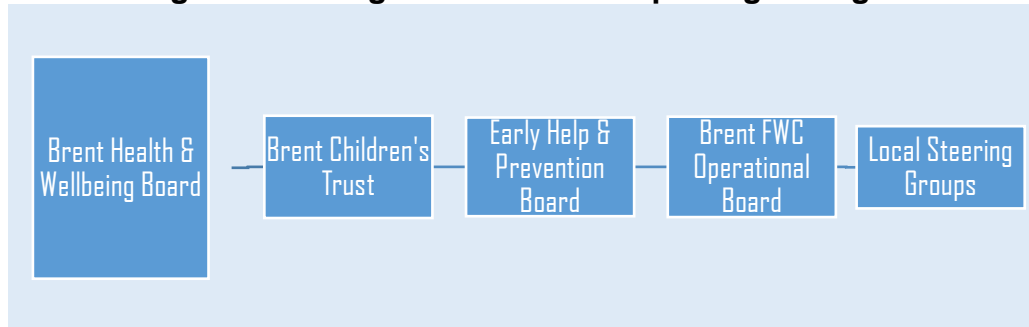 Brent Health &
Wellbeing Board
Brent Children's
Trust
Early Help &
Prevention
Board
Brent FWC
Operational
Board
Local Steering
Groups